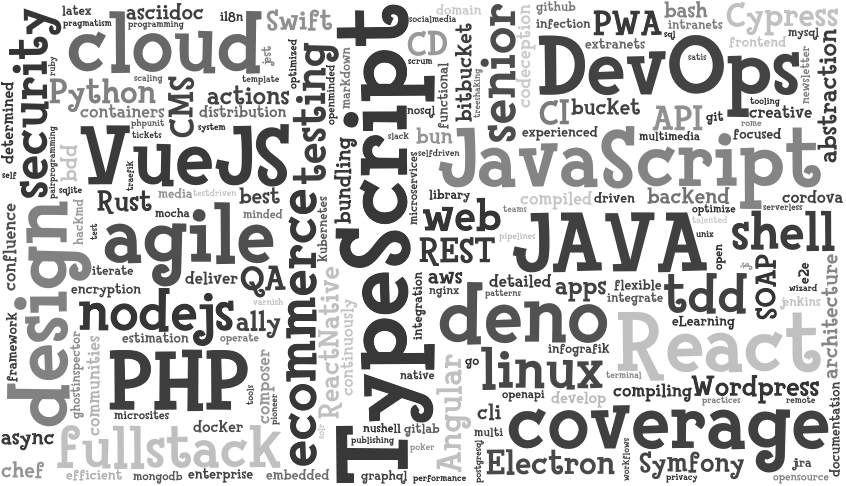 latex
asciidoc
i18n
Swift
socialmedia
domain
github
bash
Cypress
pragmatism
programming
cloud
jest
optimized
openminded
markdown
CD
scrum
senior
codeception
infection
PWA
sql
intranets
extranets
frontend
mysql
security
ruby
scaling
template
Python
CMS
actions
testing
TypeScript
functional
bitbucket
treeshaking
DevOps
satis
newsletter
abstraction
determined
containers
distribution
nosql
CI
bucket
API
git
tooling
creative
rome
phpunit
tickets
system
slack
bun
experienced
multimedia
focused
self
pairprogramming
bdd
VueJS
traefik
bundling
microservices
selfdriven
JavaScript
sqlite
Rust
media
testdriven
best
library
compiled
driven
backend
cordova
confluence
design
hackmd
mocha
minded
ecommerce
kubernetes
web
teams
optimize
serverless
talented
test
agile
REST
pipelines
JAVA
unix
shell
iterate
deliver
QA
ReactNative
continuously
integration
aws
nginx
detailed
patterns
apps
flexible
integrate
tdd
open
SOAP
e2e
wizard
architecture
encryption
varnish
nodejs
ally
deno
eLearning
jenkins
framework
estimation
operate
infografik
React
ghostinspector
communities
PHP
tools
composer
pioneer
native
Angular
go
linux
terminal
openapi
develop
compiling
Wordpress
practices
remote
documentation
microsites
docker
nushell
gitlab
cli
multi
coverage
async
fullstack
publishing
poker
postgresql
Electron
workflows
Symfony
jra
chef
efficient
mongodb
enterprise
embedded
graphql
performance
privacy
opensource